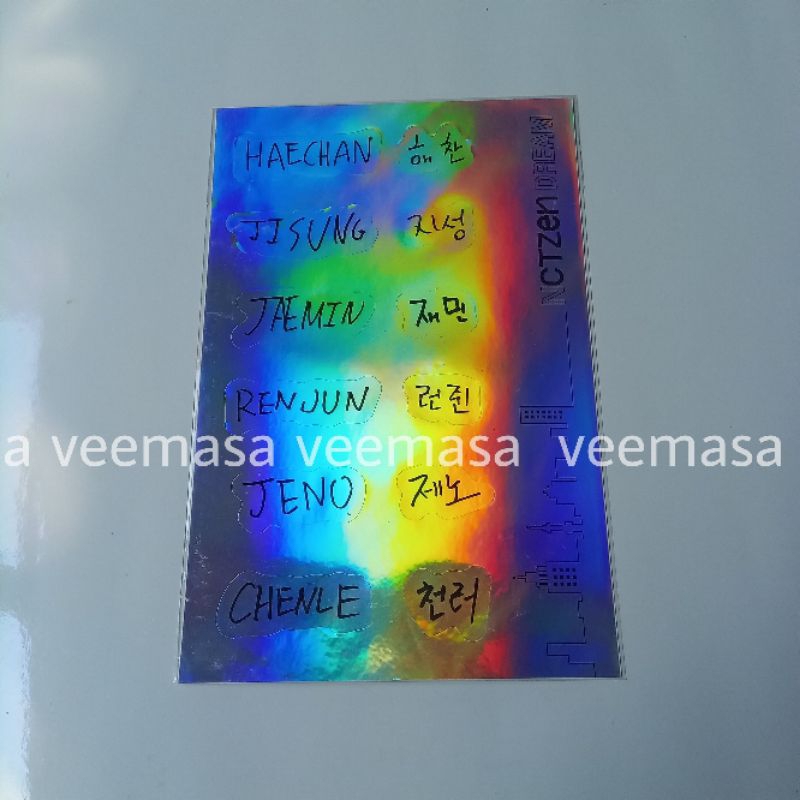 HAECHAN 해찬
JISUNG 지성
JAEMIN 재민
RENJUN 런쥔
JENO 제노
CHENLE 천러
NCTzen DREAM
a veemasa veemasa veemasa